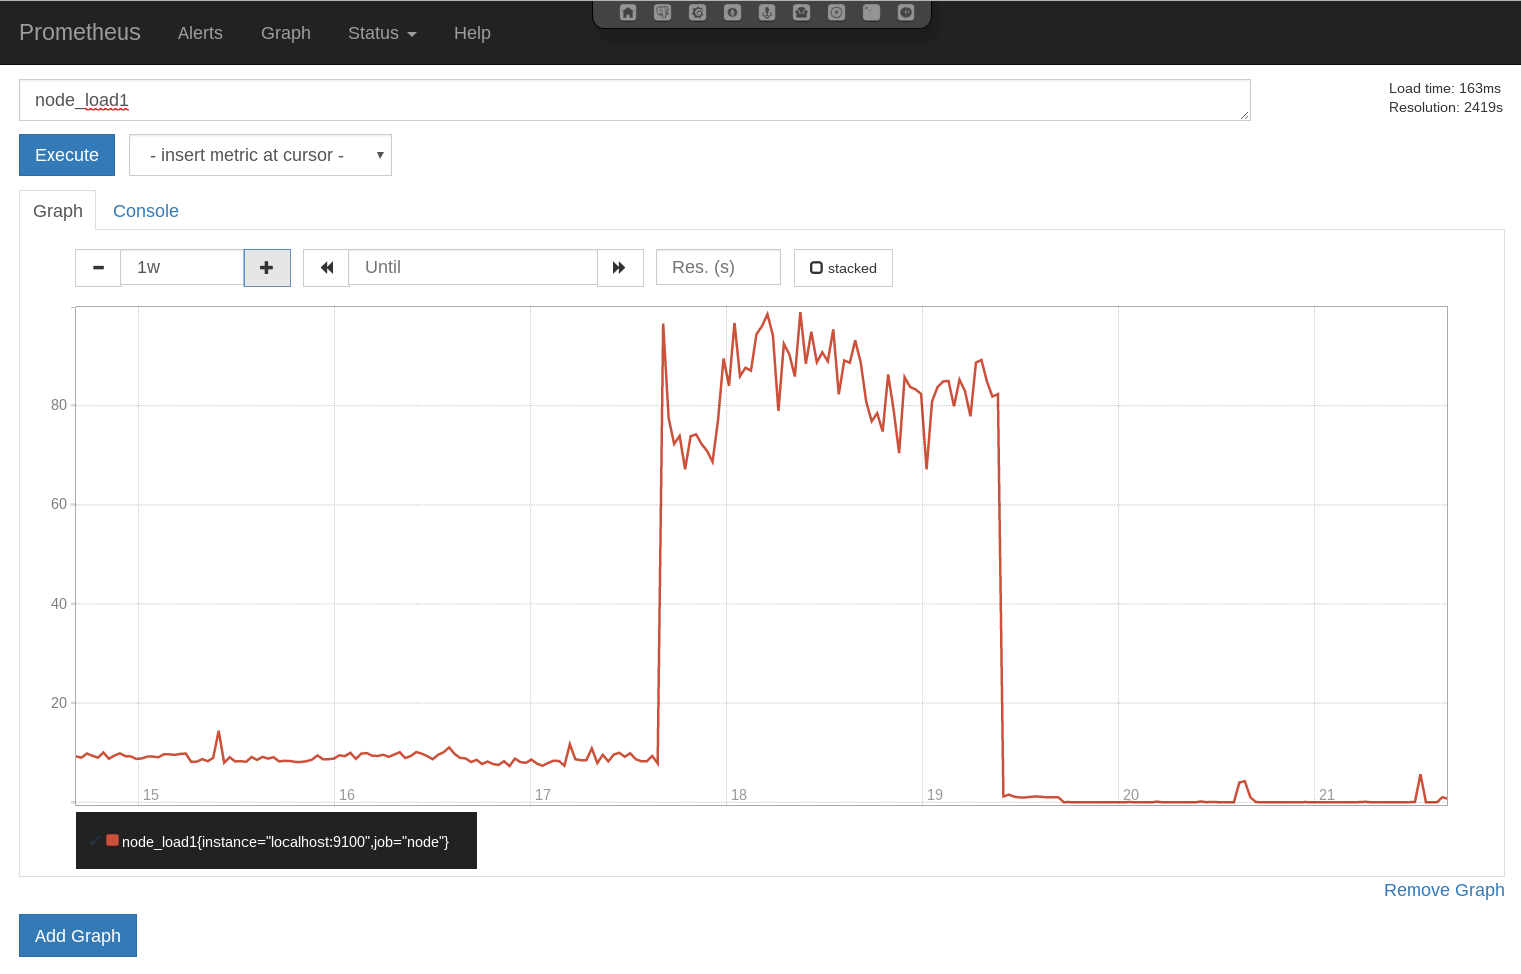 Prometheus Alerts Graph Status Help
node_load1
Load time: 163ms
Resolution: 2419s
Execute - insert metric at cursor -
Graph Console
1w Until Res. (s) stacked
80
60
40
20
15 16 17 18 19 20 21
node_load1{instance="localhost:9100",job="node"}
Remove Graph
Add Graph